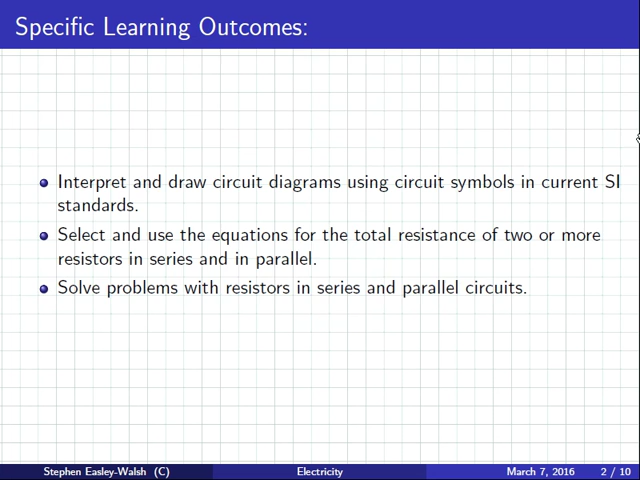 Specific Learning Outcomes:
Interpret and draw circuit diagrams using circuit symbols in current SI
standards.
Select and use the equations for the total resistance of two or more
resistors in series and in parallel.
Solve problems with resistors in series and parallel circuits.
Stephen Easley-Walsh (C) Electricity March 7, 2016 2 / 10